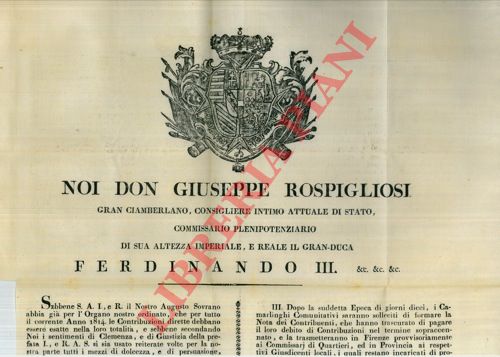 NOI DON GIUSEPPE ROSPIGLIOSI
GRAN CIAMBERLANO, CONSIGLIERE INTIMO ATTUALE DI STATO,
COMMISSARIO PLENIPOTENZIARIO
DI SUA ALTEZZA IMPERIALE, E REALE IL GRAN-DUCA
FERDINANDO III. &c. &c. &c.
Sebbene S. A. I., e R. il Nostro Augusto Sovrano
abbia già per l'Organo nostro ordinato, che per tutto
il corrente Anno 1814. le Contribuzioni dirette debbano
essere esatte nella loro totalità, e sebbene secondando
Noi i sentimenti di Clemenza, e di Giustizia della pre-
fata I., e R. A. S. si sia usato reiterate volte per la no-
stra parte tutti i mezzi di dolcezza, e di persuasione,
III. Dopo la suddetta Epoca di giorni dieci, i Ca-
marlinghi Comunitativi saranno solleciti di formare la
Nota dei Contribuenti, che hanno trascurato di pagare
il loro debito di Contribuzioni nel termine sopraccen-
nato, e la trasmetteranno in Firenze provvisoriamente
ai Commissarj di Quartieri, ed in Provincia ai respet-
tivi Giusdicenti locali, i quali restano incaricati di pro-
LIBRERIA PIANI